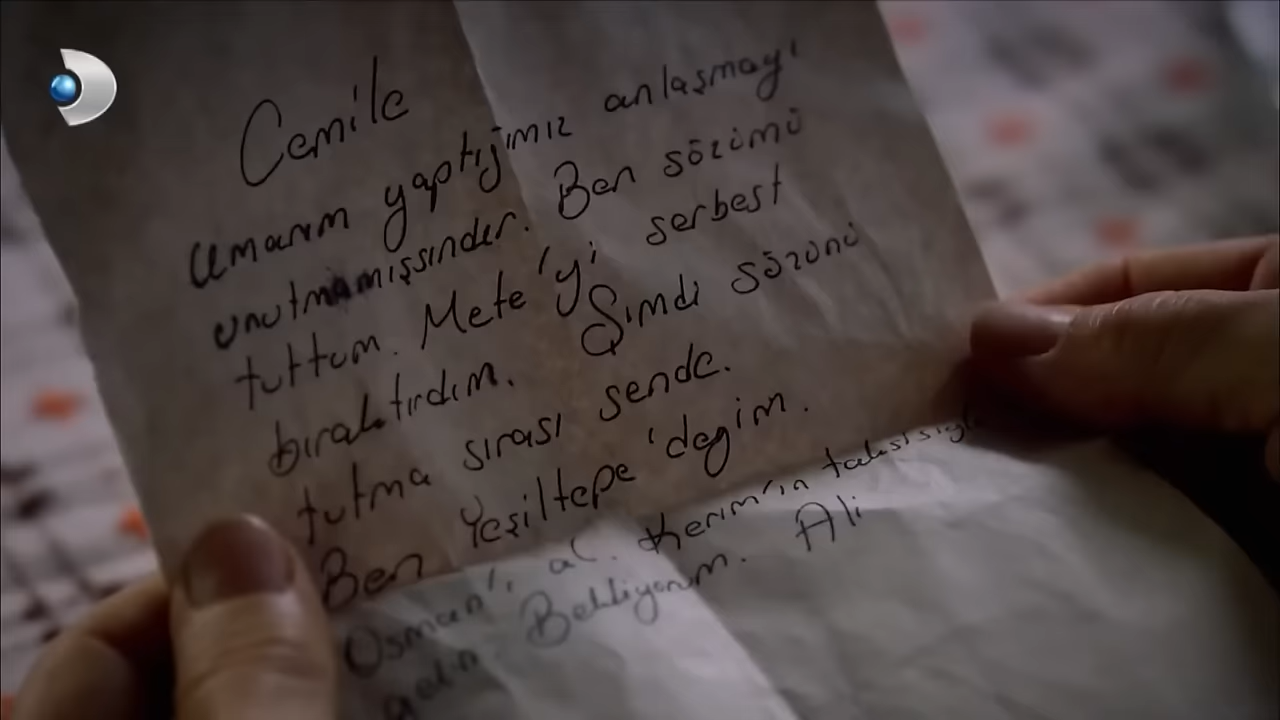 Cemile
Umarım yaptığımız anlaşmayı
unutmamışsındır. Ben sözümü
tuttum. Mete'yi serbest
bıraktırdım. Şimdi sözünü
tutma sırası sende.
Ben Yeşiltepe'deyim.
Osman'ı al. Kerim'in taksisiyle
gelin. Bekliyorum. Ali